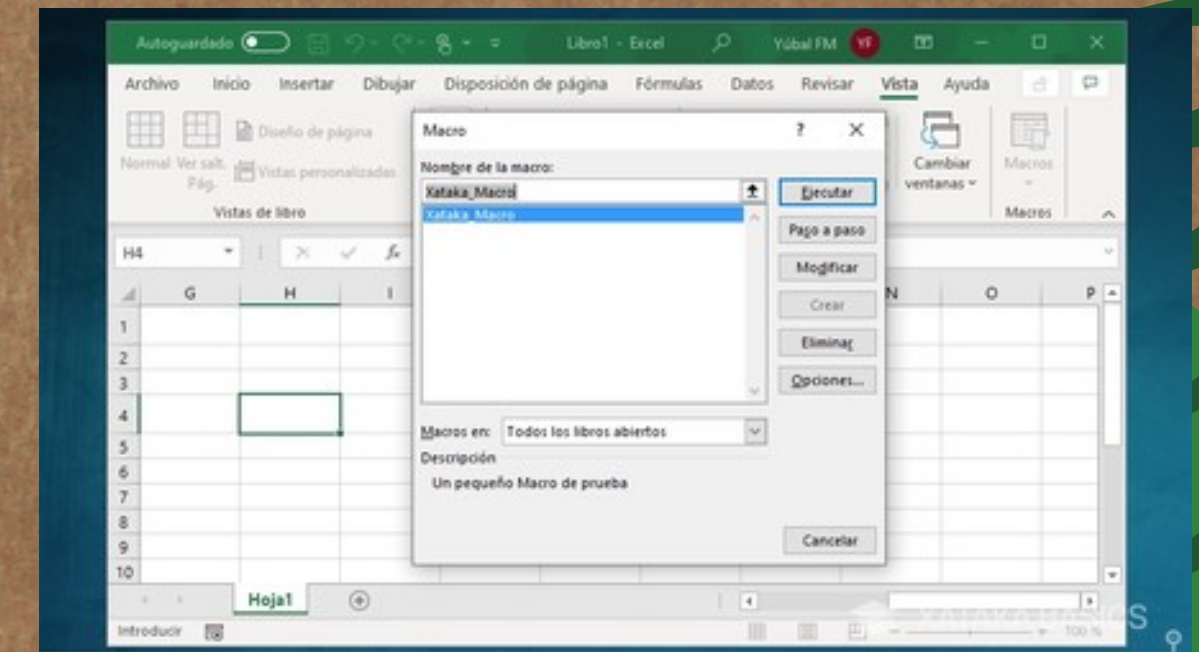 Autoguardado Libro1 - Excel Yúbal FM YF
Archivo Inicio Insertar Dibujar Disposición de página Fórmulas Datos Revisar Vista Ayuda
Normal Ver salt. Pág. Diseño de página
Vistas personalizadas
Vistas de libro
Cambiar ventanas
Macros
Macros
H4 fx
G H I N O P
1
2
3
4
5
6
7
8
9
10
Macro ? X
Nombre de la macro:
Xataka_Macro
Xataka_Macro
Ejecutar
Paso a paso
Modificar
Crear
Eliminar
Opciones...
Macros en: Todos los libros abiertos
Descripción
Un pequeño Macro de prueba
Cancelar
Hoja1
Introducir 100 %
XATAKA BASICS